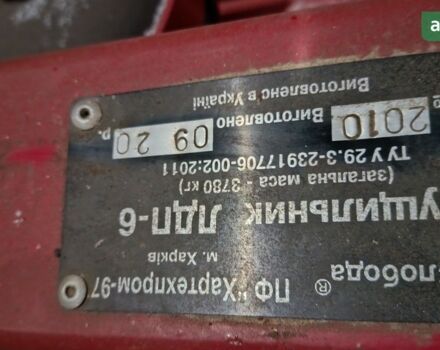 ПФ "Хартехпром-97
м. Харків
лобода ®
ущильник ЛДП-6
(загальна маса - 3780 кг)
ТУ У 29.3-23917706-002:2011
2010 Виготовлено 09 20 р.
Виготовлено в Україні